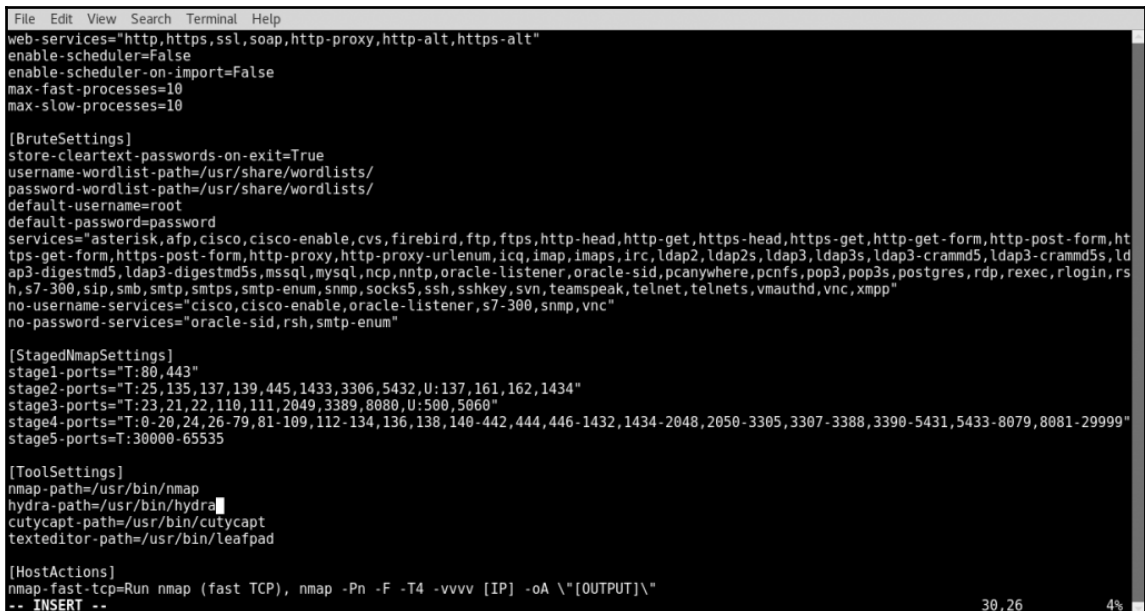 File Edit View Search Terminal Help
web-services="http,https,ssl,soap,http-proxy,http-alt,https-alt"
enable-scheduler=False
enable-scheduler-on-import=False
max-fast-processes=10
max-slow-processes=10
[BruteSettings]
store-cleartext-passwords-on-exit=True
username-wordlist-path=/usr/share/wordlists/
password-wordlist-path=/usr/share/wordlists/
default-username=root
default-password=password
services="asterisk,afp,cisco,cisco-enable,cvs,firebird,ftp,ftps,http-head,http-get,https-head,https-get,http-get-form,http-post-form,ht
tps-get-form,https-post-form,http-proxy,http-proxy-urlenum,icq,imap,imaps,irc,ldap2,ldap2s,ldap3,ldap3s,ldap3-crammd5,ldap3-crammd5s,ld
ap3-digestmd5,ldap3-digestmd5s,mssql,mysql,ncp,nntp,oracle-listener,oracle-sid,pcanywhere,pcnfs,pop3,pop3s,postgres,rdp,rexec,rlogin,rs
h,s7-300,sip,smb,smtp,smtps,smtp-enum,snmp,socks5,ssh,sshkey,svn,teamspeak,telnet,telnets,vmauthd,vnc,xmpp"
no-username-services="cisco,cisco-enable,oracle-listener,s7-300,snmp,vnc"
no-password-services="oracle-sid,rsh,smtp-enum"
[StagedNmapSettings]
stage1-ports="T:80,443"
stage2-ports="T:25,135,137,139,445,1433,3306,5432,U:137,161,162,1434"
stage3-ports="T:23,21,22,110,111,2049,3389,8080,U:500,5060"
stage4-ports="T:0-20,24,26-79,81-109,112-134,136,138,140-442,444,446-1432,1434-2048,2050-3305,3307-3388,3390-5431,5433-8079,8081-29999"
stage5-ports=T:30000-65535
[ToolSettings]
nmap-path=/usr/bin/nmap
hydra-path=/usr/bin/hydra
cutycapt-path=/usr/bin/cutycapt
texteditor-path=/usr/bin/leafpad
[HostActions]
nmap-fast-tcp=Run nmap (fast TCP), nmap -Pn -F -T4 -vvvv [IP] -oA \"[OUTPUT]\"
-- INSERT -- 30,26 4%